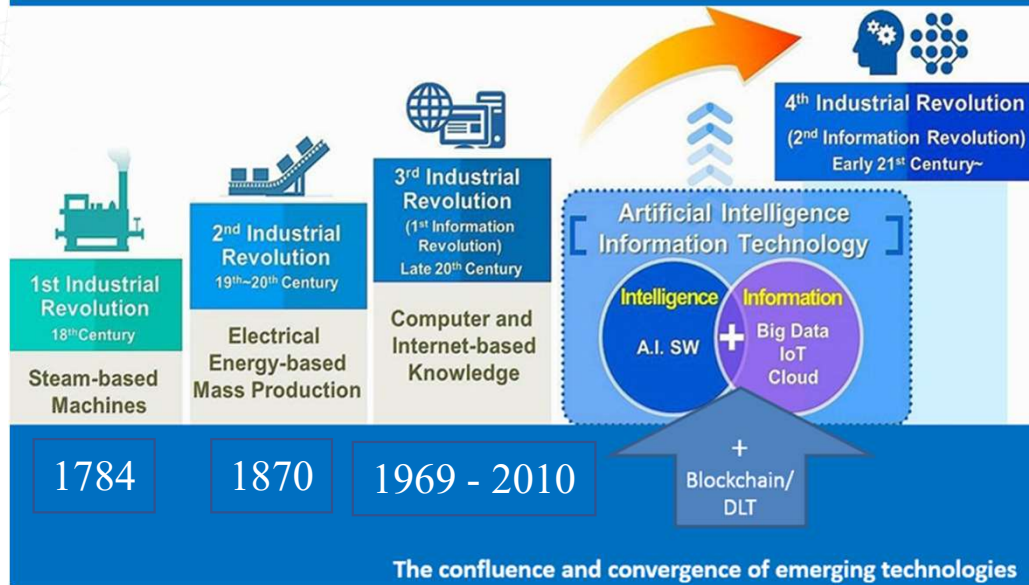 1st Industrial
Revolution
18thCentury
Steam-based
Machines
1784
2nd Industrial
Revolution
19th~20th Century
Electrical
Energy-based
Mass Production
1870
3rd Industrial
Revolution
(1st Information
Revolution)
Late 20th Century
Computer and
Internet-based
Knowledge
1969 - 2010
4th Industrial Revolution
(2nd Information Revolution)
Early 21st Century~
Artificial Intelligence
Information Technology
Intelligence
A.I. SW
+
Information
Big Data
IoT
Cloud
+
Blockchain/
DLT
The confluence and convergence of emerging technologies